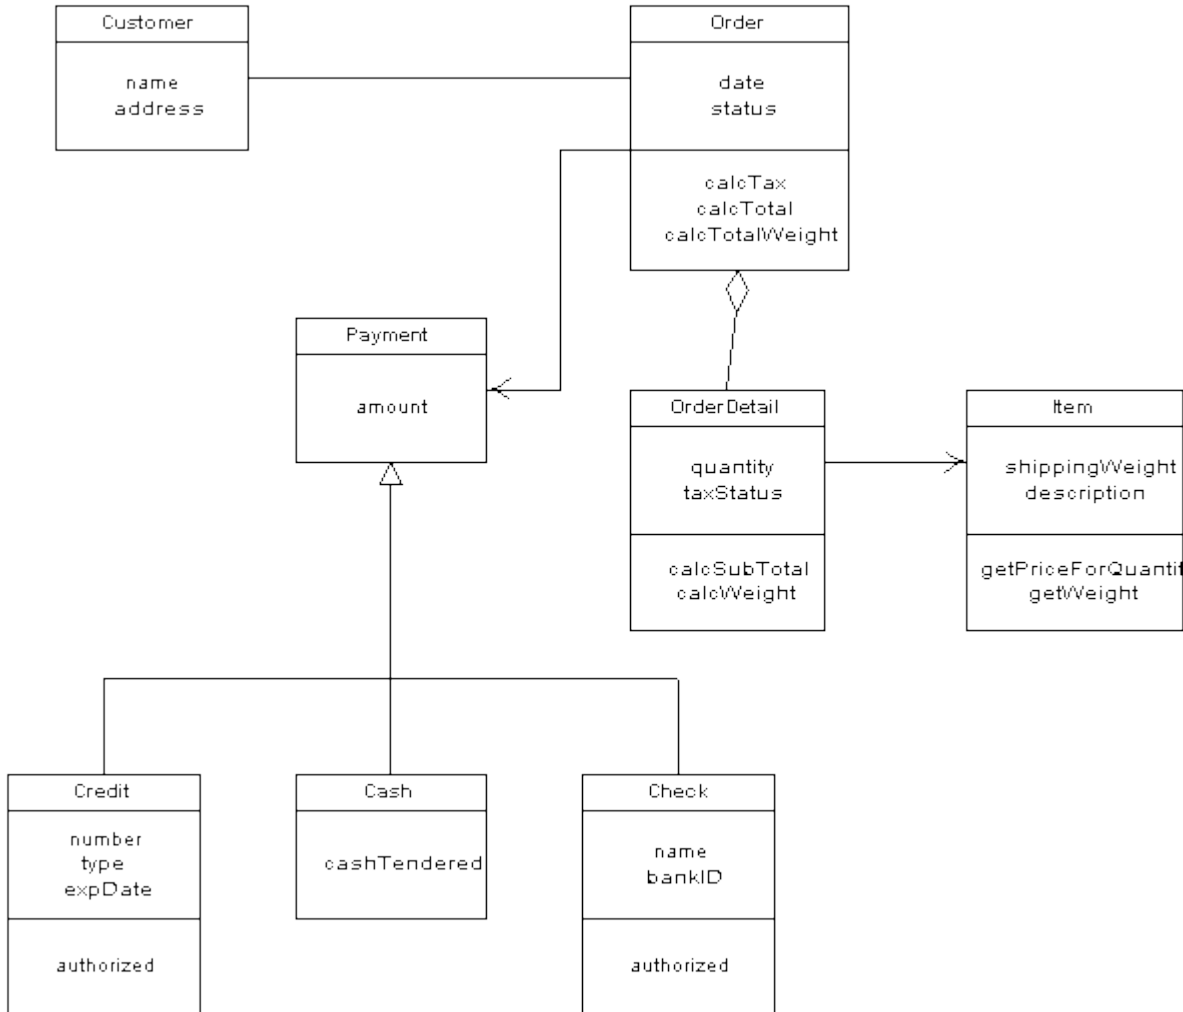 Customer
name
address
Order
date
status
calcTax
calcTotal
calcTotalWeight
Payment
amount
OrderDetail
quantity
taxStatus
calcSubTotal
calcWeight
Item
shippingWeight
description
getPriceForQuantit
getWeight
Credit
number
type
expDate
authorized
Cash
cashTendered
Check
name
bankID
authorized